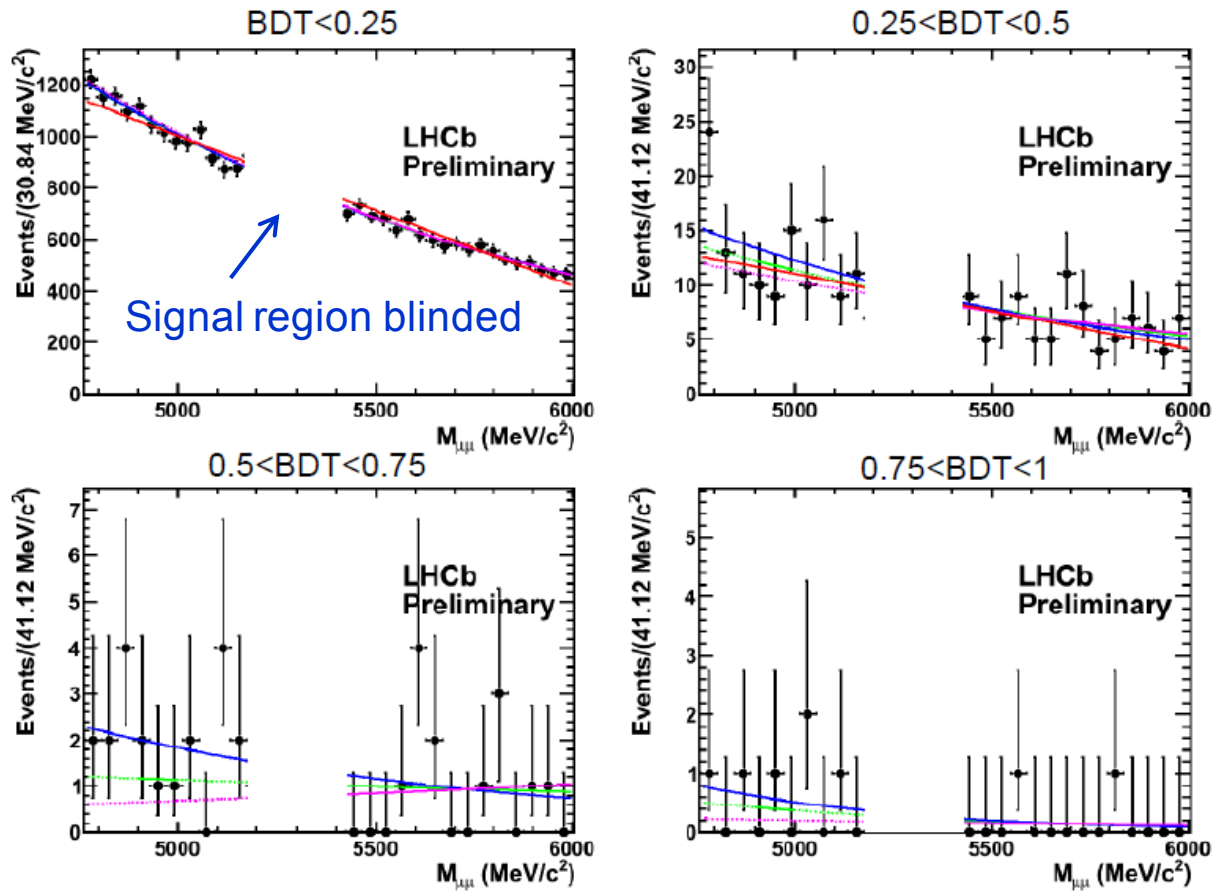 BDT<0.25
Events/(30.84 MeV/c²)
1200
1000
800
600
400
200
0
LHCb
Preliminary
Signal region blinded
5000
5500
6000
Mμμ (MeV/c²)
0.25<BDT<0.5
Events/(41.12 MeV/c²)
30
25
20
15
10
5
0
LHCb
Preliminary
5000
5500
6000
Mμμ (MeV/c²)
0.5<BDT<0.75
Events/(41.12 MeV/c²)
7
6
5
4
3
2
1
0
LHCb
Preliminary
5000
5500
6000
Mμμ (MeV/c²)
0.75<BDT<1
Events/(41.12 MeV/c²)
5
4
3
2
1
0
LHCb
Preliminary
5000
5500
6000
Mμμ (MeV/c²)